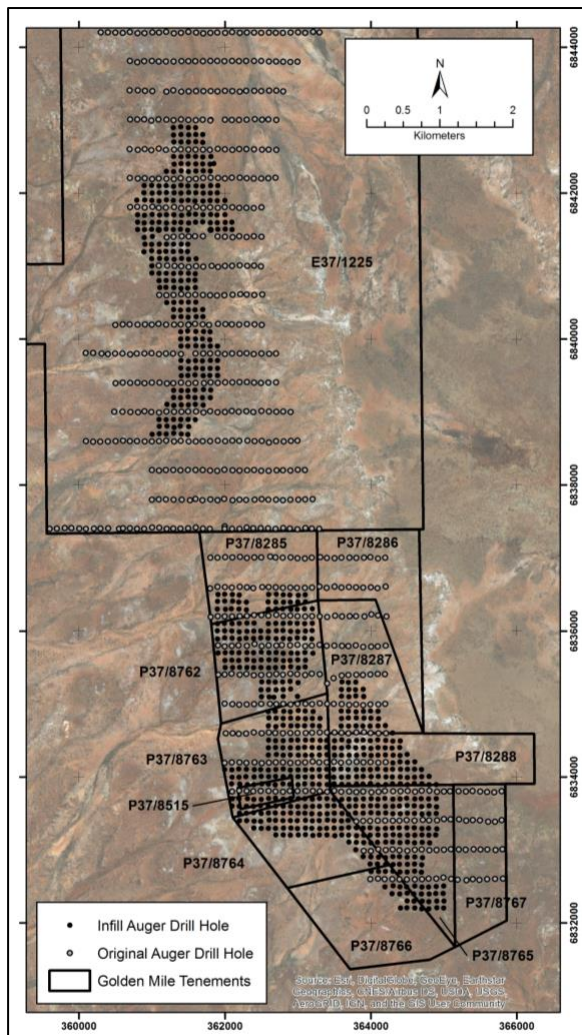 6844000
N
0 0.5 1 2
Kilometers
6842000
E37/1225
6840000
6838000
P37/8285
P37/8286
6836000
P37/8762
P37/8287
P37/8763
P37/8288
6834000
P37/8515
P37/8764
P37/8767
P37/8766
P37/8765
6832000
Infill Auger Drill Hole
Original Auger Drill Hole
Golden Mile Tenements
Source: Esri, DigitalGlobe, GeoEye, Earthstar
Geographics, CNES/Airbus DS, USDA, USGS,
AeroGRID, IGN, and the GIS User Community
360000 362000 364000 366000